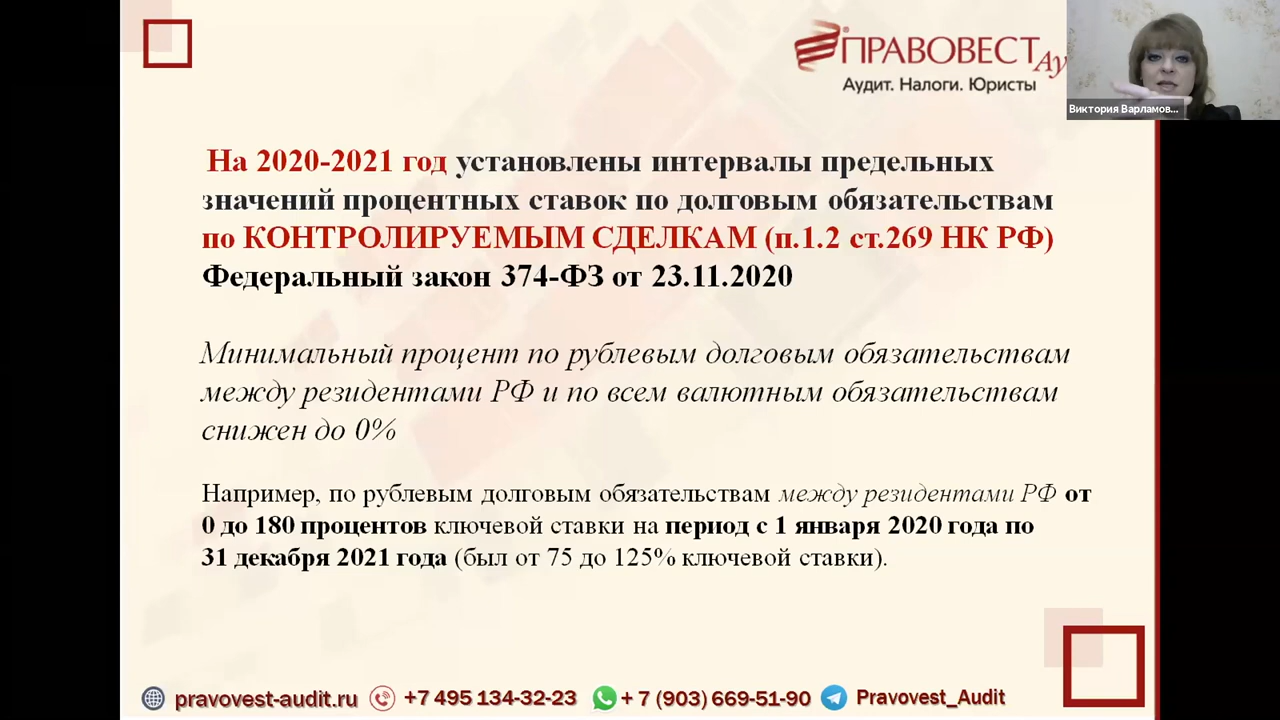 ПРАВОВЕСТ Ау
Аудит. Налоги. Юристы
Виктория Варламов...
На 2020-2021 год установлены интервалы предельных
значений процентных ставок по долговым обязательствам
по КОНТРОЛИРУЕМЫМ СДЕЛКАМ (п.1.2 ст.269 НК РФ)
Федеральный закон 374-ФЗ от 23.11.2020
Минимальный процент по рублевым долговым обязательствам
между резидентами РФ и по всем валютным обязательствам
снижен до 0%
Например, по рублевым долговым обязательствам между резидентами РФ от
0 до 180 процентов ключевой ставки на период с 1 января 2020 года по
31 декабря 2021 года (был от 75 до 125% ключевой ставки).
pravovest-audit.ru +7 495 134-32-23 + 7 (903) 669-51-90 Pravovest_Audit